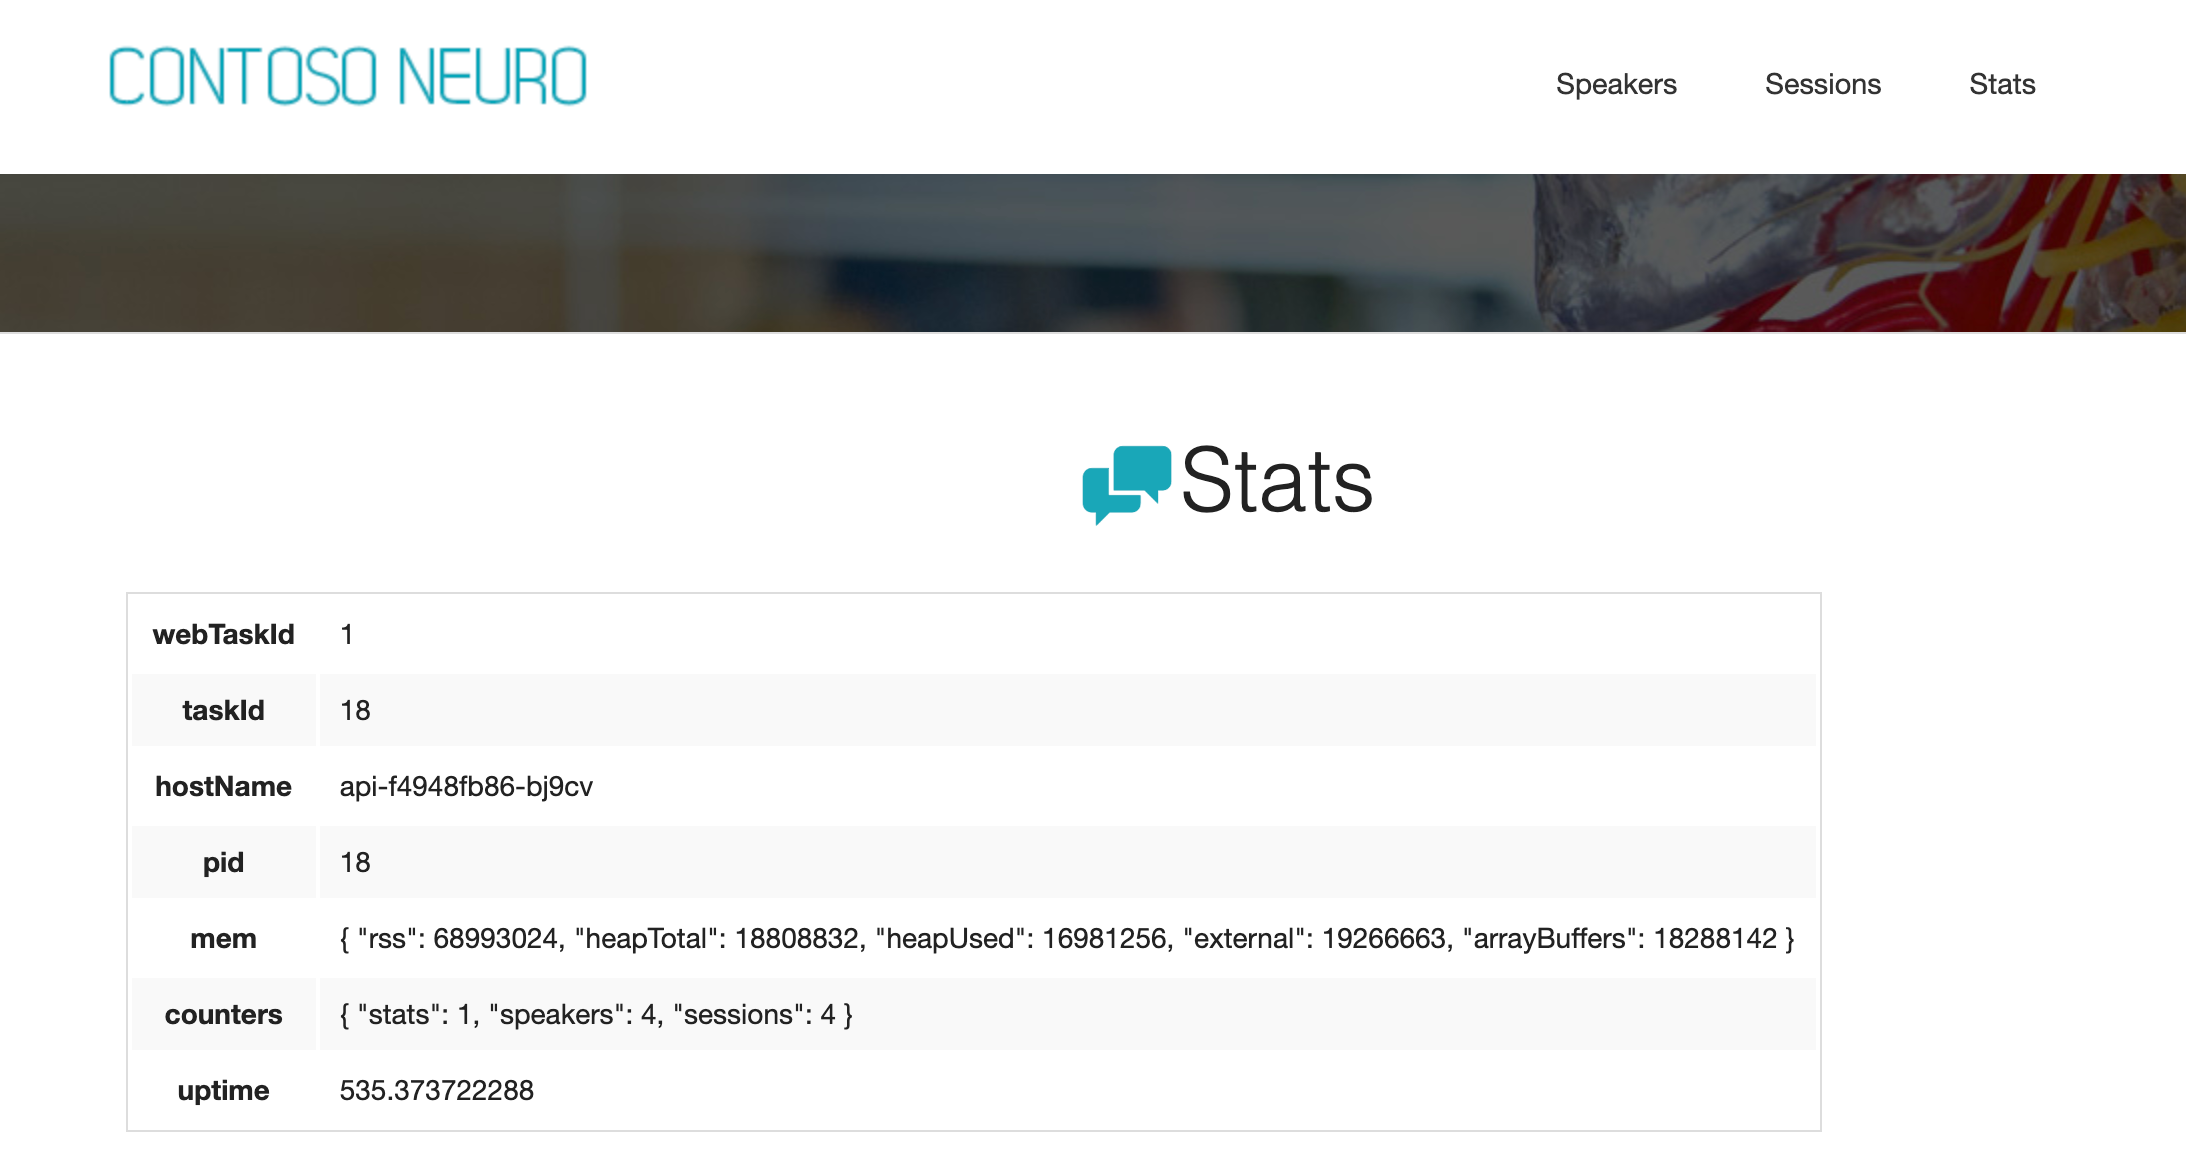 CONTOSO NEURO
Speakers Sessions Stats
Stats
webTaskId 1
taskId 18
hostName api-f4948fb86-bj9cv
pid 18
mem { "rss": 68993024, "heapTotal": 18808832, "heapUsed": 16981256, "external": 19266663, "arrayBuffers": 18288142 }
counters { "stats": 1, "speakers": 4, "sessions": 4 }
uptime 535.373722288